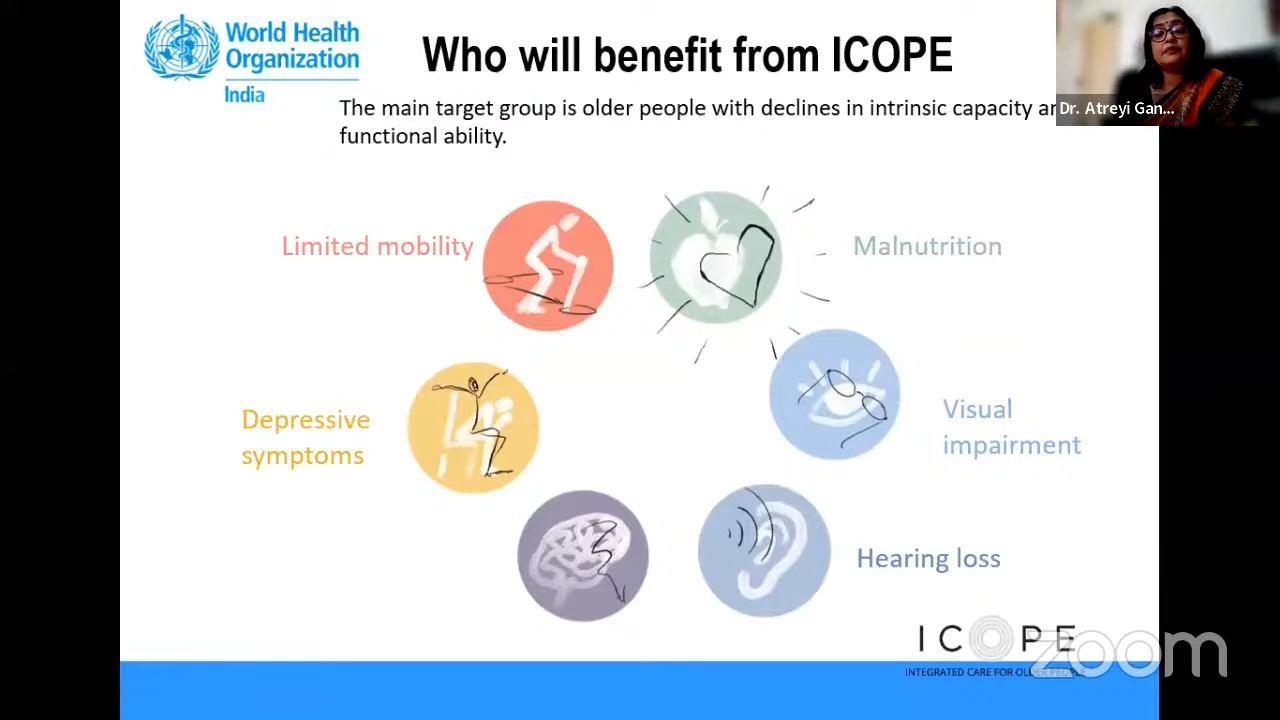 World Health
Organization
India
Who will benefit from ICOPE
The main target group is older people with declines in intrinsic capacity
functional ability.
Dr. Atreyi Gan...
Limited mobility
Malnutrition
Depressive
symptoms
Visual
impairment
Hearing loss
ICOPE
INTEGRATED CARE FOR OLDER PEOPLE
zoom